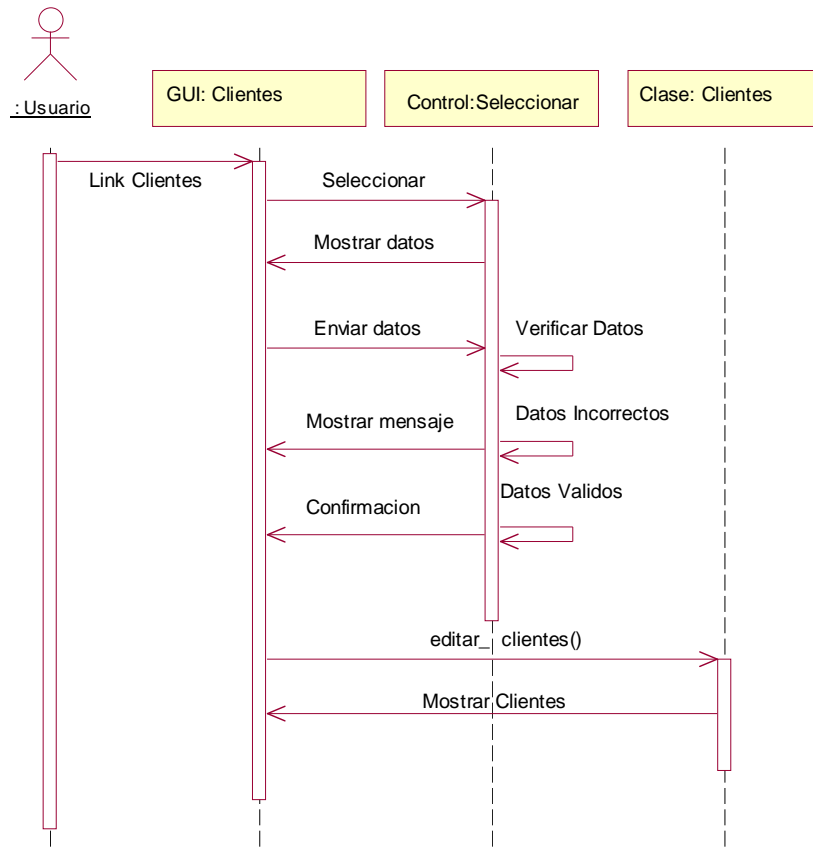 : Usuario
GUI: Clientes
Control:Seleccionar
Clase: Clientes
Link Clientes
Seleccionar
Mostrar datos
Enviar datos
Verificar Datos
Mostrar mensaje
Datos Incorrectos
Confirmacion
Datos Validos
editar_ clientes()
Mostrar Clientes